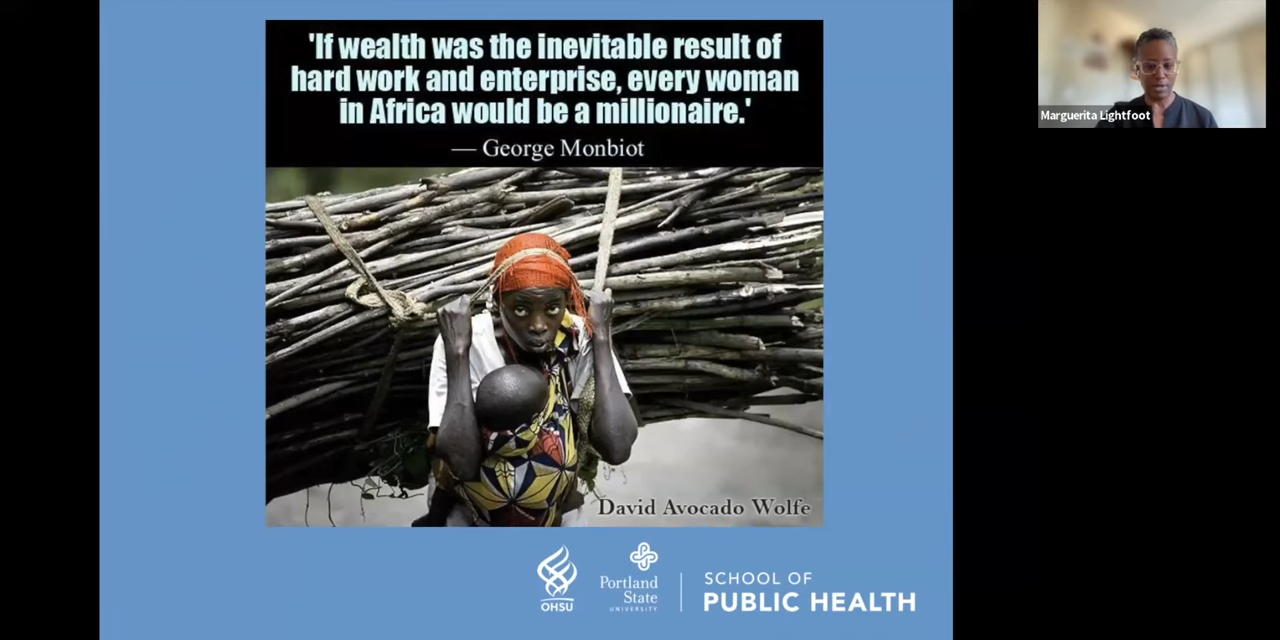 'If wealth was the inevitable result of
hard work and enterprise, every woman
in Africa would be a millionaire.'
— George Monbiot
David Avocado Wolfe
OHSU
Portland
State
UNIVERSITY
SCHOOL OF
PUBLIC HEALTH
Marguerita Lightfoot